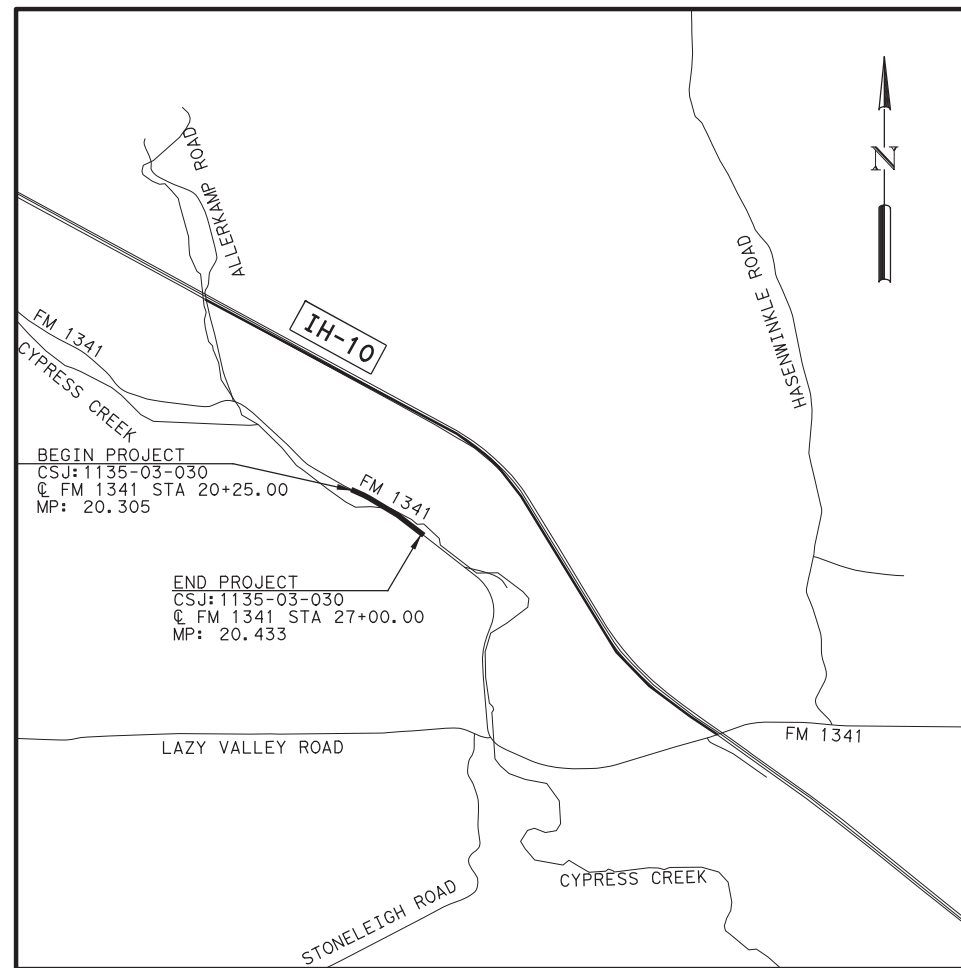 N
ALLERKAMP ROAD
HASENWINKLE ROAD
IH-10
FM 1341
CYPRESS CREEK
BEGIN PROJECT
CSJ:1135-03-030
℄ FM 1341 STA 20+25.00
MP: 20.305
FM 1341
END PROJECT
CSJ:1135-03-030
℄ FM 1341 STA 27+00.00
MP: 20.433
LAZY VALLEY ROAD
FM 1341
CYPRESS CREEK
STONELEIGH ROAD